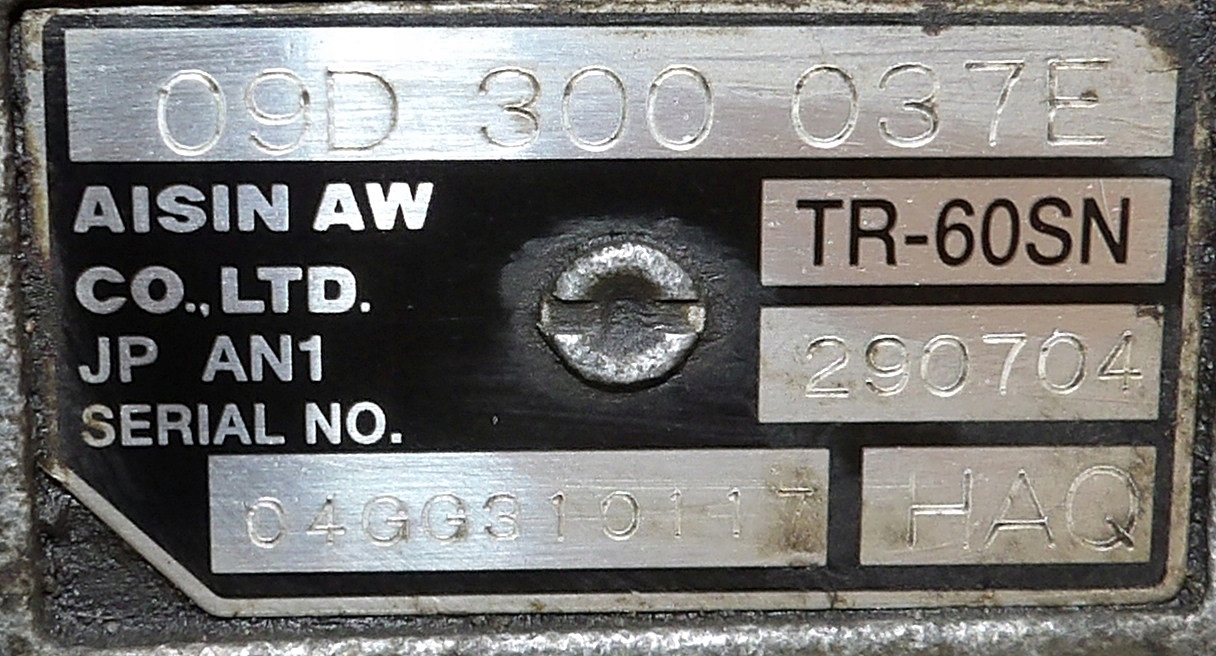 09D 300 037E
AISIN AW
CO.,LTD.
JP AN1
SERIAL NO.
TR-60SN
290704
04GG310117
HAQ